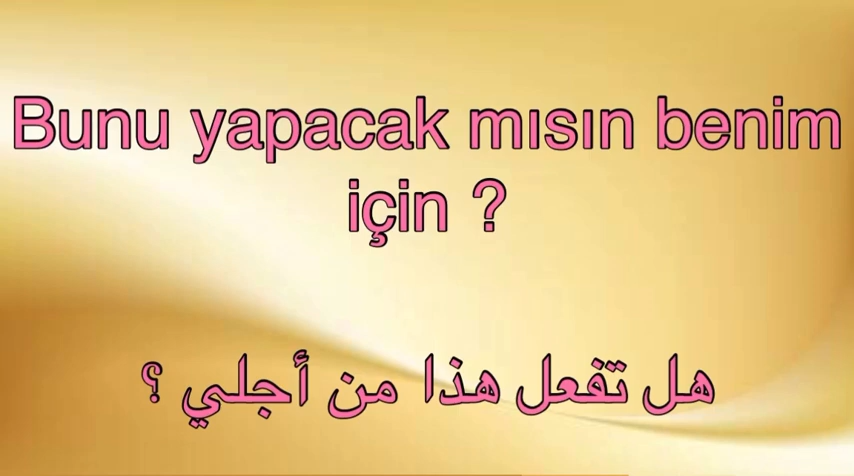 Bunu yapacak mısın benim
için ?
هل تفعل هذا من أجلي ؟